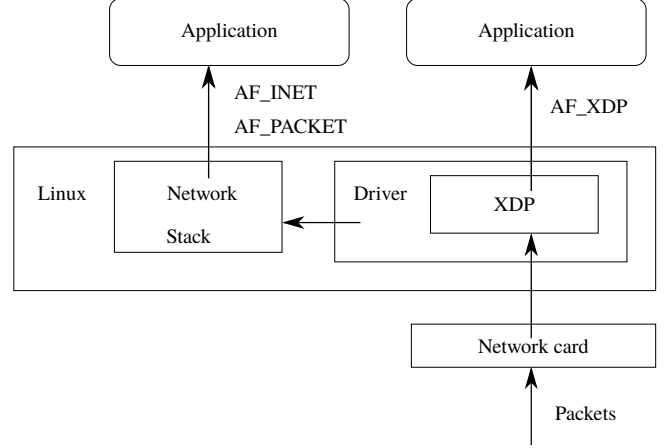 Application
Application
AF_INET
AF_PACKET
AF_XDP
Linux
Network
Stack
Driver
XDP
Network card
Packets